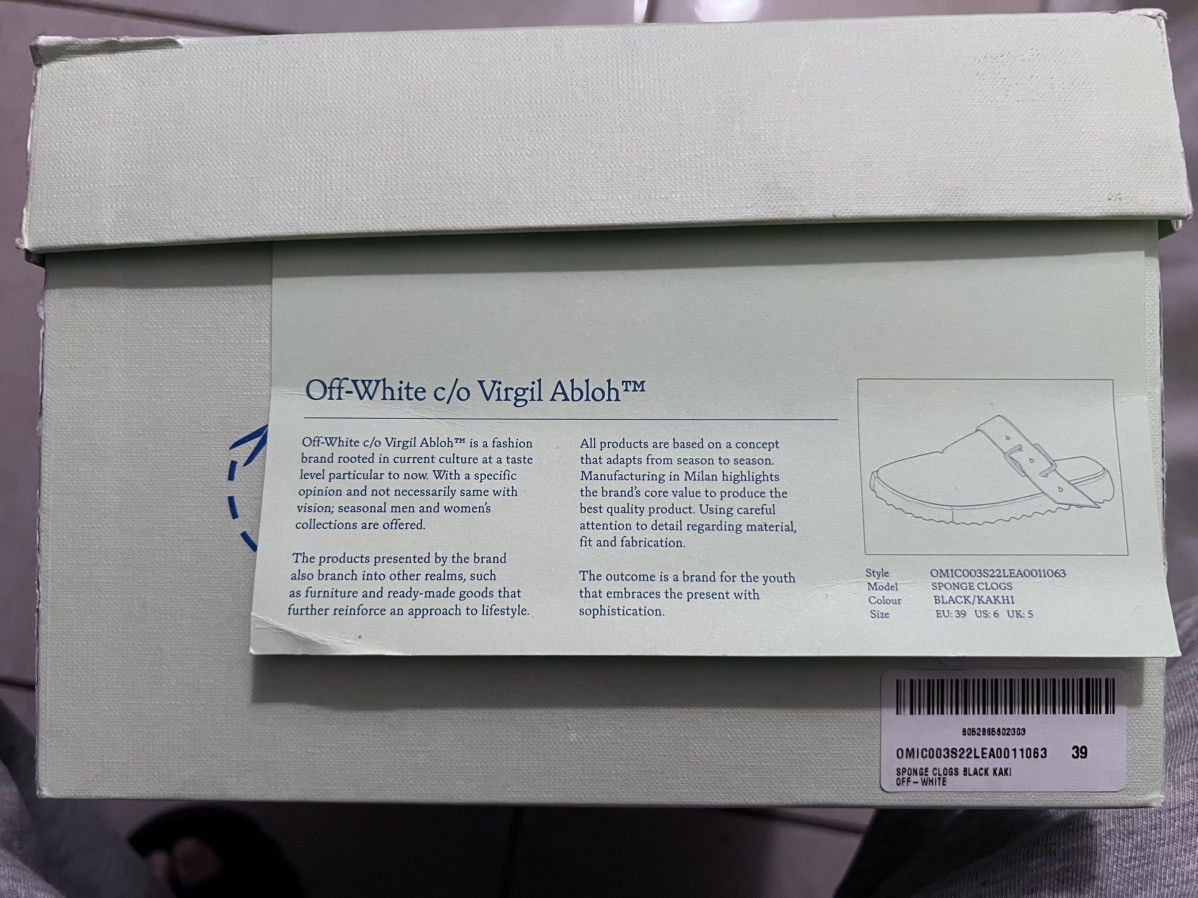 Off-White c/o Virgil Abloh™
Off-White c/o Virgil Abloh™ is a fashion
brand rooted in current culture at a taste
level particular to now. With a specific
opinion and not necessarily same with
vision; seasonal men and women's
collections are offered.
The products presented by the brand
also branch into other realms, such
as furniture and ready-made goods that
further reinforce an approach to lifestyle.
All products are based on a concept
that adapts from season to season.
Manufacturing in Milan highlights
the brand's core value to produce the
best quality product. Using careful
attention to detail regarding material,
fit and fabrication.
The outcome is a brand for the youth
that embraces the present with
sophistication.
Style OMIC003S22LEA0011063
Model SPONGE CLOGS
Colour BLACK/KAKHI
Size EU: 39 US: 6 UK: 5
8052865802303
OMIC003S22LEA0011063 39
SPONGE CLOGS BLACK KAKI
OFF-WHITE